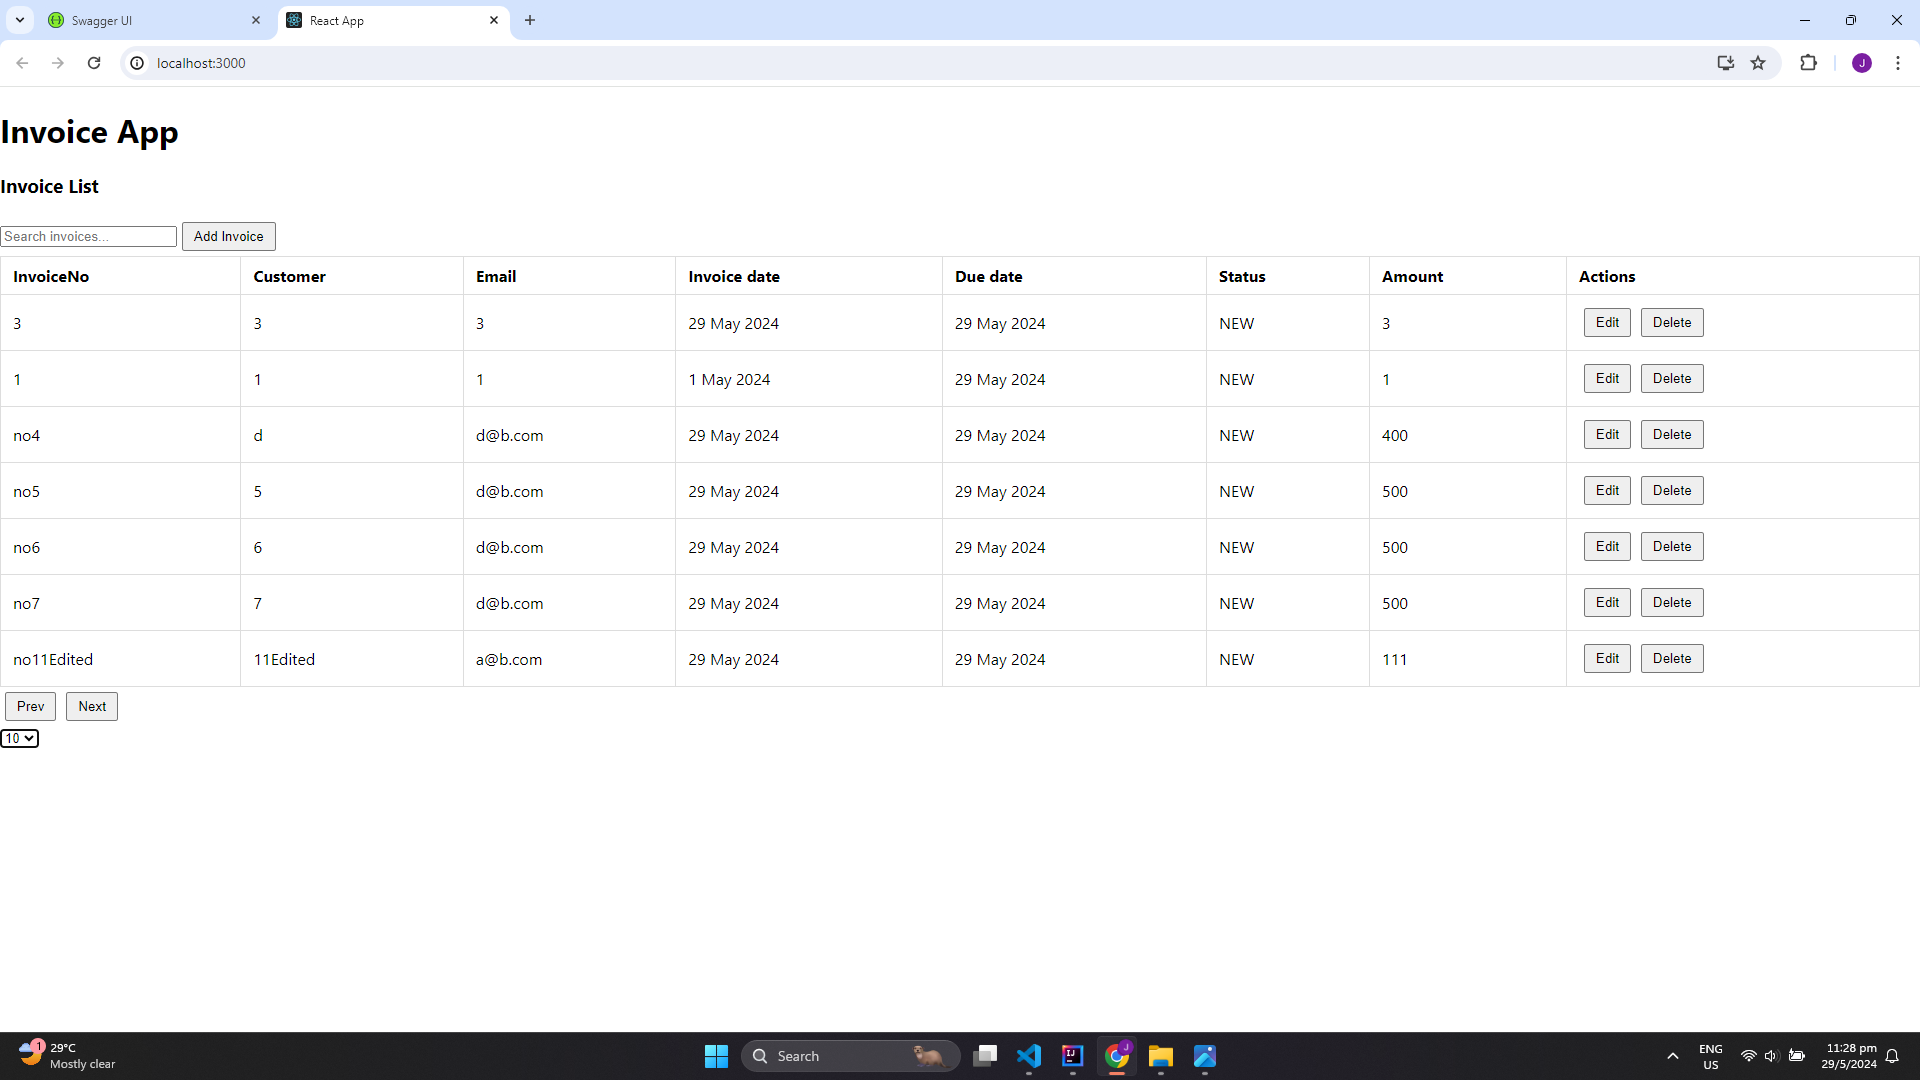 Swagger UI
React App
localhost:3000
J
Invoice App
Invoice List
Search invoices... Add Invoice
InvoiceNo Customer Email Invoice date Due date Status Amount Actions
3 3 3 29 May 2024 29 May 2024 NEW 3 Edit Delete
1 1 1 1 May 2024 29 May 2024 NEW 1 Edit Delete
no4 d d@b.com 29 May 2024 29 May 2024 NEW 400 Edit Delete
no5 5 d@b.com 29 May 2024 29 May 2024 NEW 500 Edit Delete
no6 6 d@b.com 29 May 2024 29 May 2024 NEW 500 Edit Delete
no7 7 d@b.com 29 May 2024 29 May 2024 NEW 500 Edit Delete
no11Edited 11Edited a@b.com 29 May 2024 29 May 2024 NEW 111 Edit Delete
Prev Next
10
1
29°C
Mostly clear
Search
IJ
J
ENG
US
11:28 pm
29/5/2024